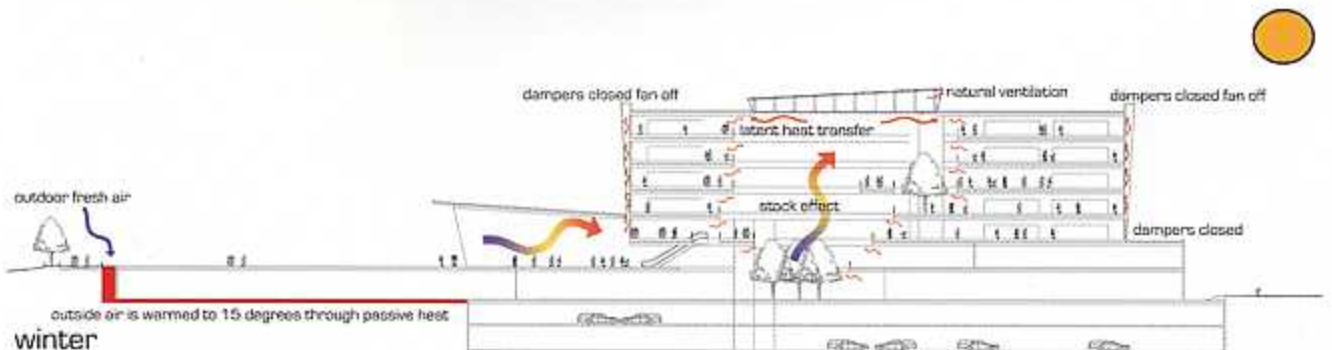 dampers closed fan off
natural ventilation
dampers closed fan off
latent heat transfer
outdoor fresh air
stack effect
dampers closed
outside air is warmed to 15 degrees through passive heat
winter